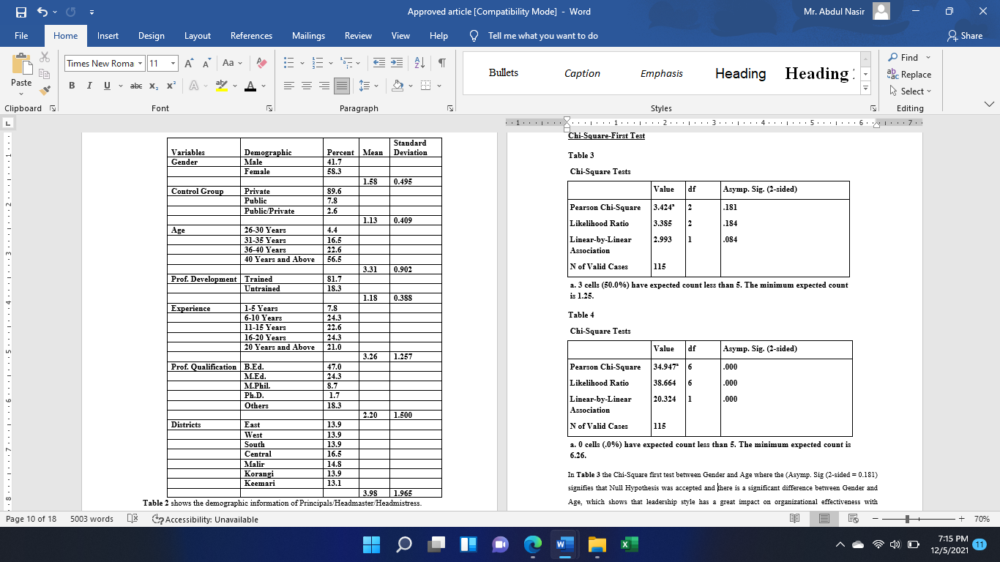 Approved article [Compatibility Mode] - Word
Mr. Abdul Nasir
File Home Insert Design Layout References Mailings Review View Help Tell me what you want to do Share
Times New Roma 11
Paste
Find
Replace
Select
Bullets Caption Emphasis Heading Heading
Clipboard Font Paragraph Styles Editing
Variables Demographic Percent Mean Standard Deviation
Gender Male 41.7
Female 58.3
1.58 0.495
Control Group Private 89.6
Public 7.8
Public/Private 2.6
1.13 0.409
Age 26-30 Years 4.4
31-35 Years 16.5
36-40 Years 22.6
40 Years and Above 56.5
3.31 0.902
Prof. Development Trained 81.7
Untrained 18.3
1.18 0.388
Experience 1-5 Years 7.8
6-10 Years 24.3
11-15 Years 22.6
16-20 Years 24.3
20 Years and Above 21.0
3.26 1.257
Prof. Qualification B.Ed. 47.0
M.Ed. 24.3
M.Phil. 8.7
Ph.D. 1.7
Others 18.3
2.20 1.500
Districts East 13.9
West 13.9
South 13.9
Central 16.5
Malir 14.8
Korangi 13.9
Keemari 13.1
3.98 1.965
Table 2 shows the demographic information of Principals/Headmaster/Headmistress.
Chi-Square-First Test
Table 3
Chi-Square Tests
Value df Asymp. Sig. (2-sided)
Pearson Chi-Square 3.424ª 2 .181
Likelihood Ratio 3.385 2 .184
Linear-by-Linear 2.993 1 .084
Association
N of Valid Cases 115
a. 3 cells (50.0%) have expected count less than 5. The minimum expected count
is 1.25.
Table 4
Chi-Square Tests
Value df Asymp. Sig. (2-sided)
Pearson Chi-Square 34.947ª 6 .000
Likelihood Ratio 38.664 6 .000
Linear-by-Linear 20.324 1 .000
Association
N of Valid Cases 115
a. 0 cells (.0%) have expected count less than 5. The minimum expected count is
6.26.
In Table 3 the Chi-Square first test between Gender and Age where the (Asymp. Sig (2-sided = 0.181)
signifies that Null Hypothesis was accepted and there is a significant difference between Gender and
Age, which shows that leadership style has a great impact on organizational effectiveness with
Page 10 of 18 5003 words Accessibility: Unavailable 70%
7:15 PM
12/5/2021 11